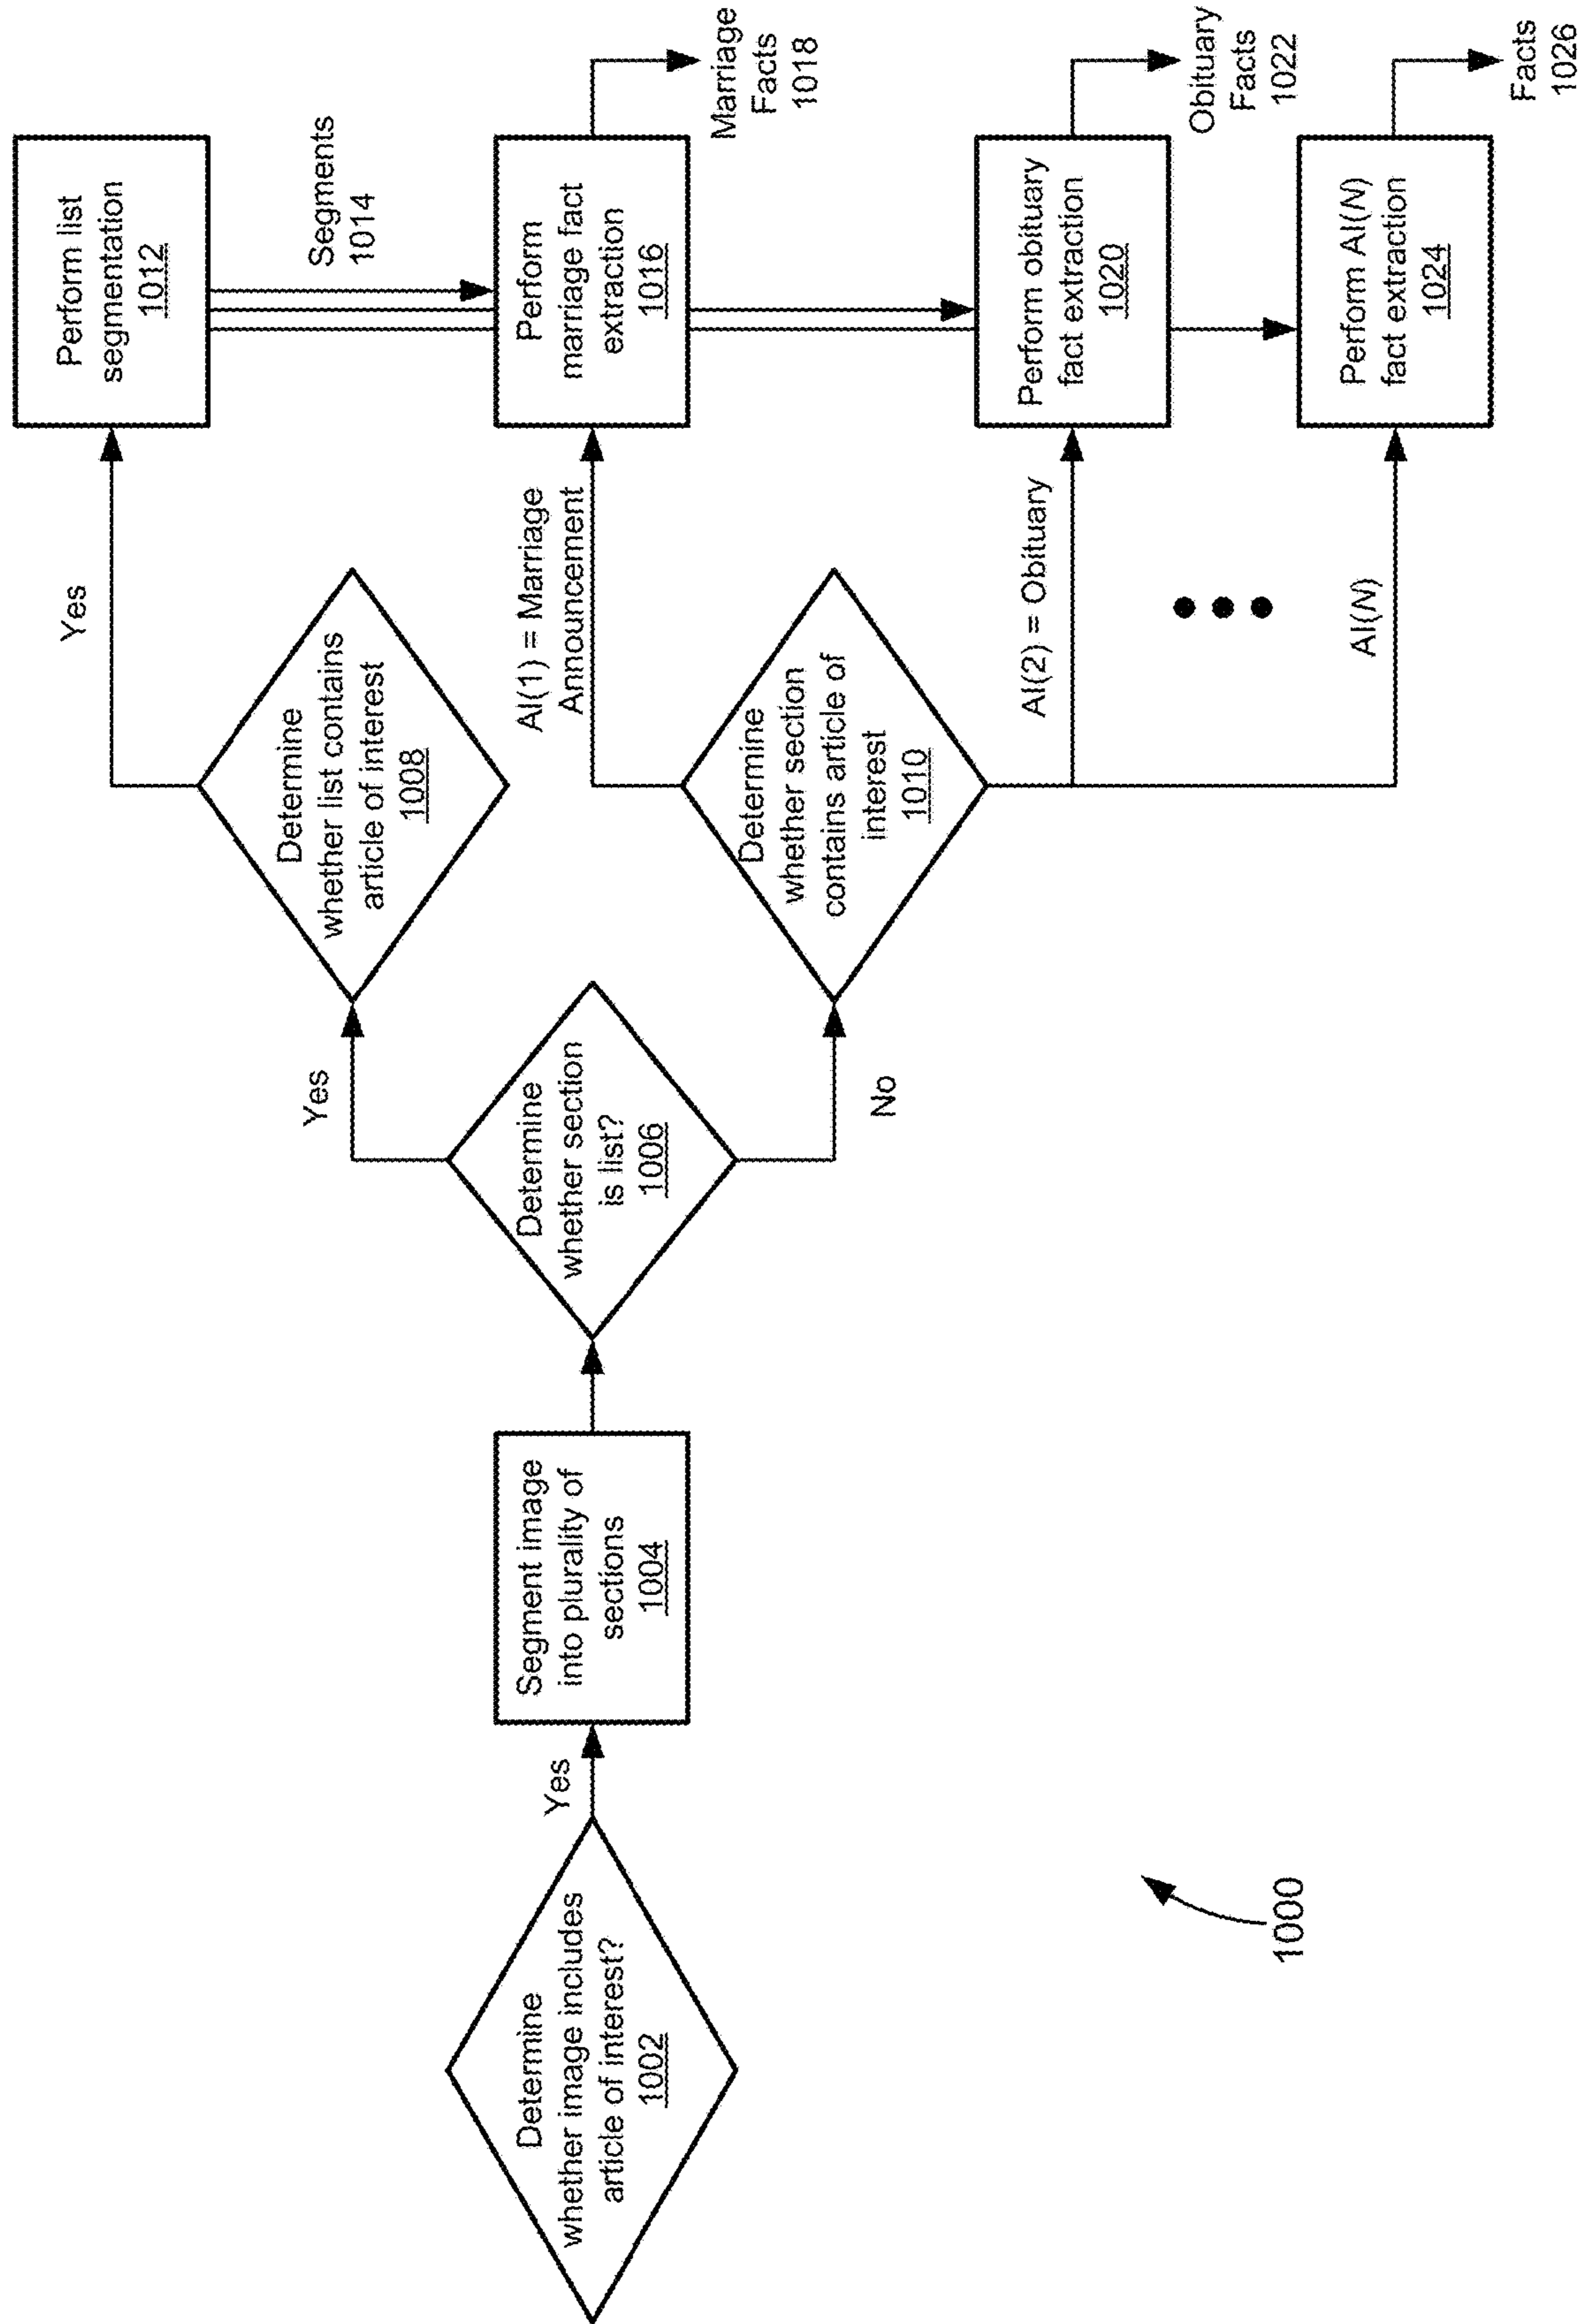 Determine
whether image includes
article of interest?
1002
Yes
Segment image
into plurality of
sections
1004
Determine
whether section
is list?
1006
Yes
No
Determine
whether list contains
article of interest
1008
Yes
Determine
whether section
contains article of
interest
1010
AI(1) = Marriage
Announcement
AI(2) = Obituary
AI(N)
Perform list
segmentation
1012
Segments
1014
Perform
marriage fact
extraction
1016
Marriage
Facts
1018
Perform obituary
fact extraction
1020
Obituary
Facts
1022
Perform AI(N)
fact extraction
1024
Facts
1026
1000